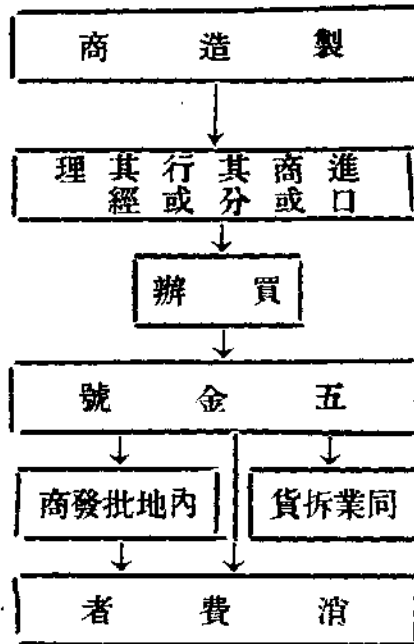 製造商
進口商或其分行或其經理
買辦
五金號
同業拆貨
內地批發商
消費者